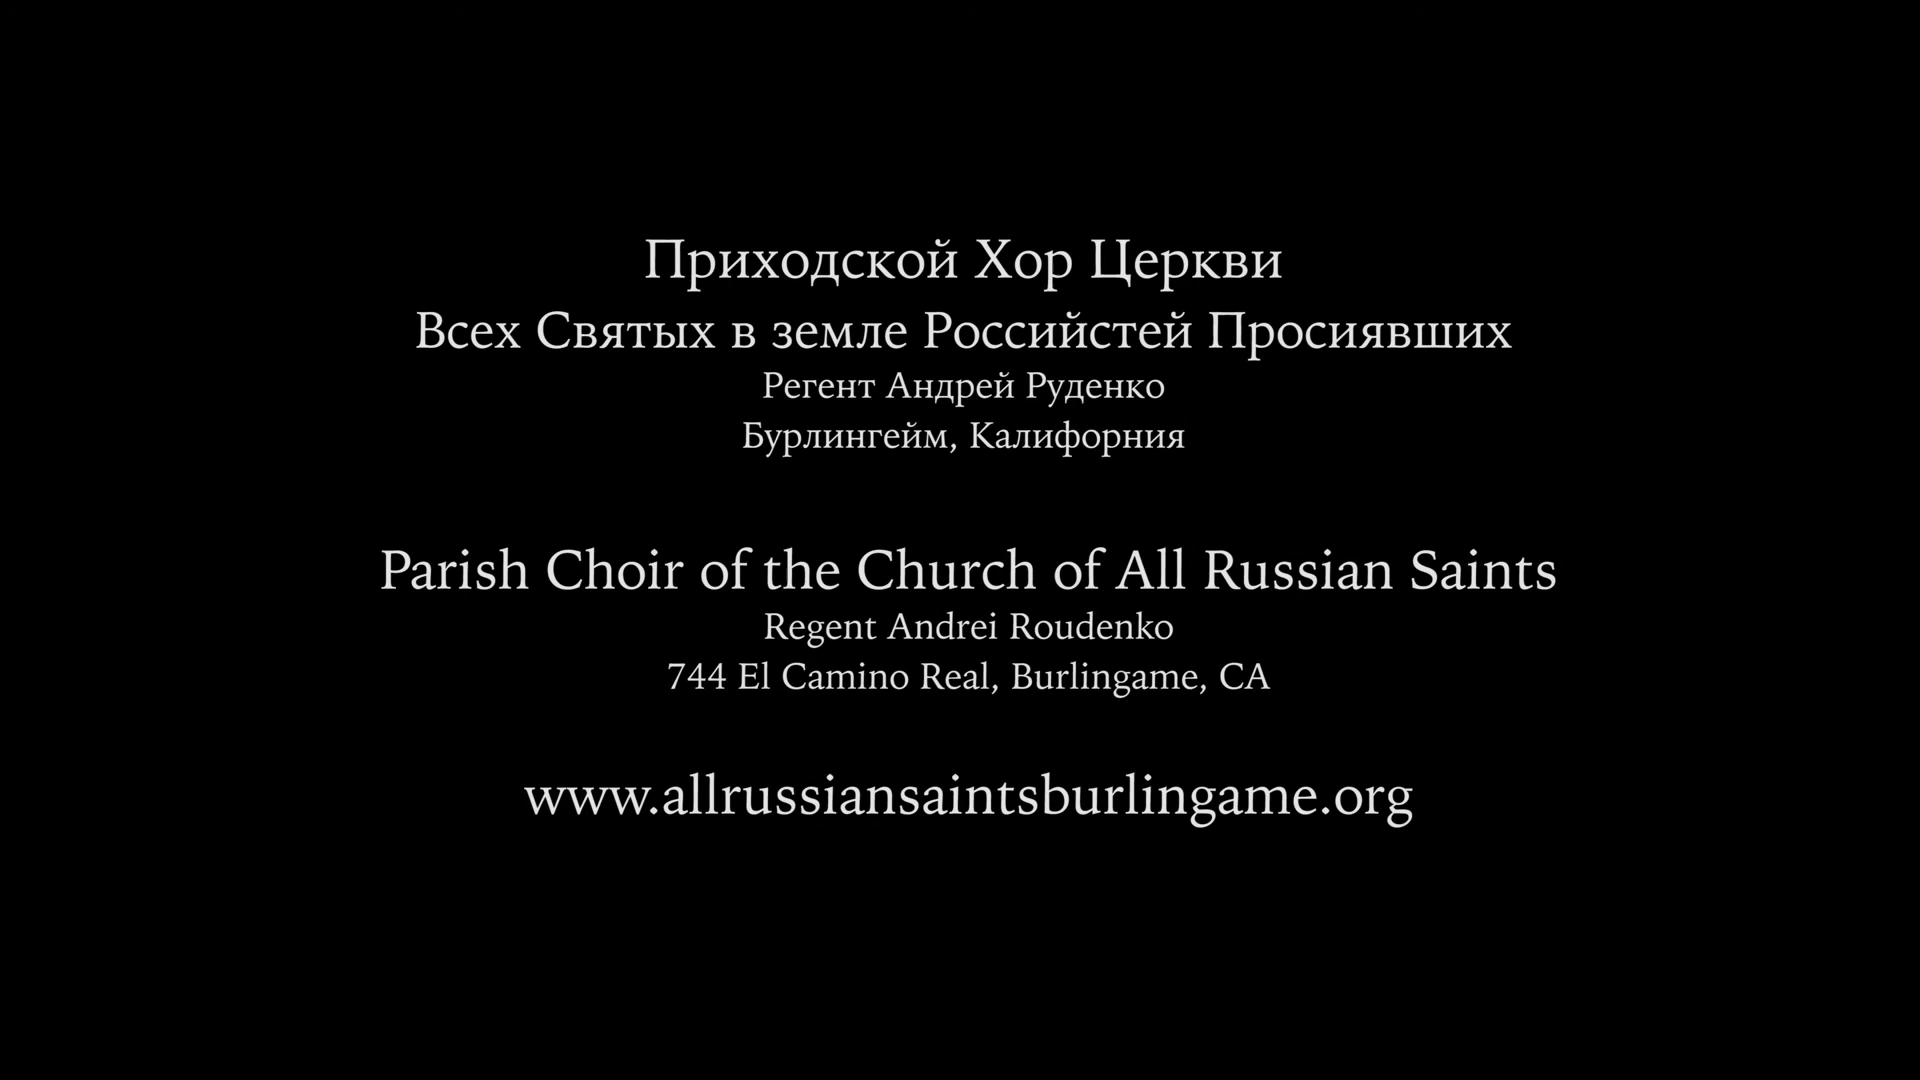 Приходской Хор Церкви
Всех Святых в земле Российстей Просиявших
Регент Андрей Руденко
Бурлингейм, Калифорния
Parish Choir of the Church of All Russian Saints
Regent Andrei Roudenko
744 El Camino Real, Burlingame, CA
www.allrussiansaintsburlingame.org